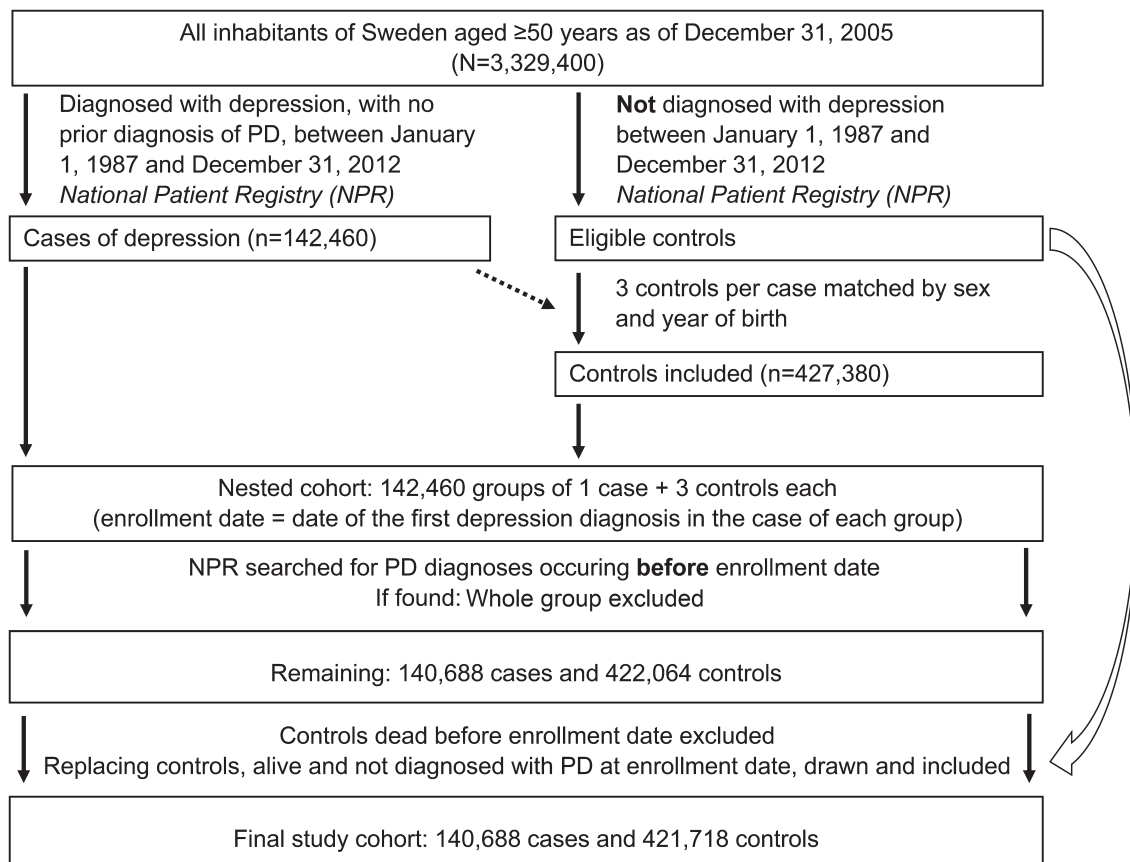 All inhabitants of Sweden aged ≥50 years as of December 31, 2005
(N=3,329,400)
Diagnosed with depression, with no
prior diagnosis of PD, between January
1, 1987 and December 31, 2012
National Patient Registry (NPR)
Not diagnosed with depression
between January 1, 1987 and
December 31, 2012
National Patient Registry (NPR)
Cases of depression (n=142,460)
Eligible controls
3 controls per case matched by sex
and year of birth
Controls included (n=427,380)
Nested cohort: 142,460 groups of 1 case + 3 controls each
(enrollment date = date of the first depression diagnosis in the case of each group)
NPR searched for PD diagnoses occuring before enrollment date
If found: Whole group excluded
Remaining: 140,688 cases and 422,064 controls
Controls dead before enrollment date excluded
Replacing controls, alive and not diagnosed with PD at enrollment date, drawn and included
Final study cohort: 140,688 cases and 421,718 controls